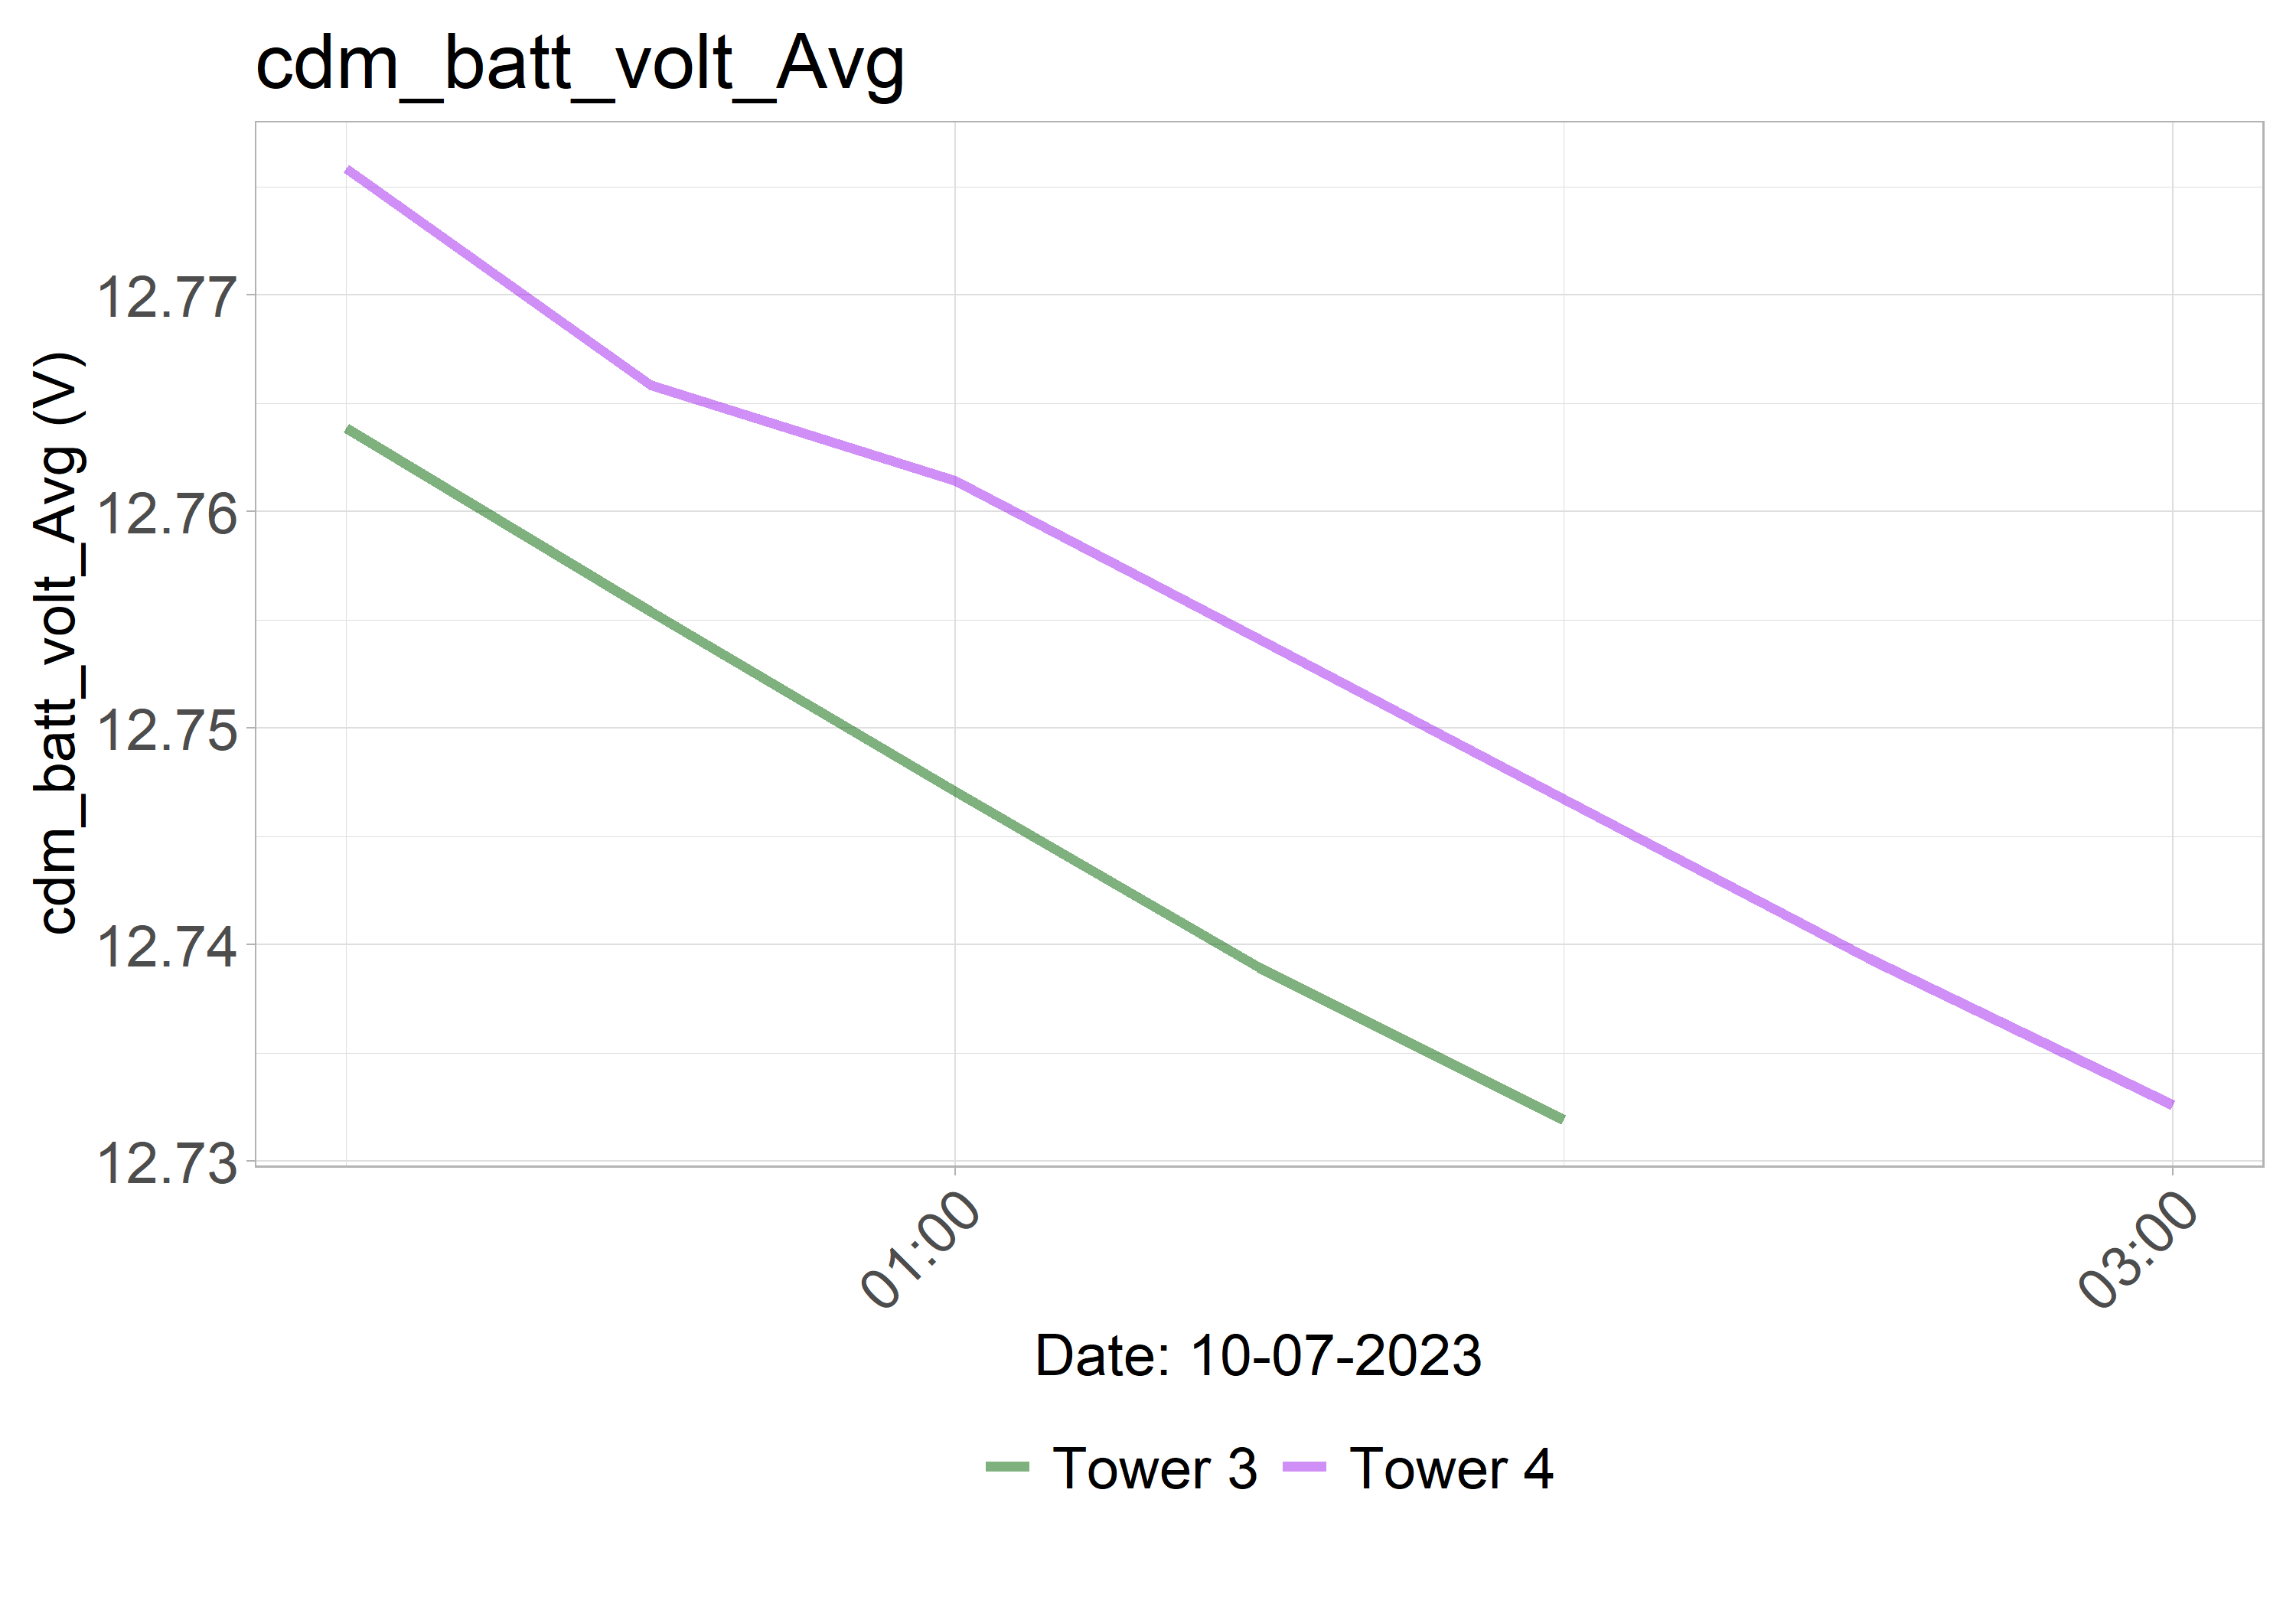 cdm_batt_volt_Avg
cdm_batt_volt_Avg (V)
12.77
12.76
12.75
12.74
12.73
01:00
03:00
Date: 10-07-2023
Tower 3
Tower 4